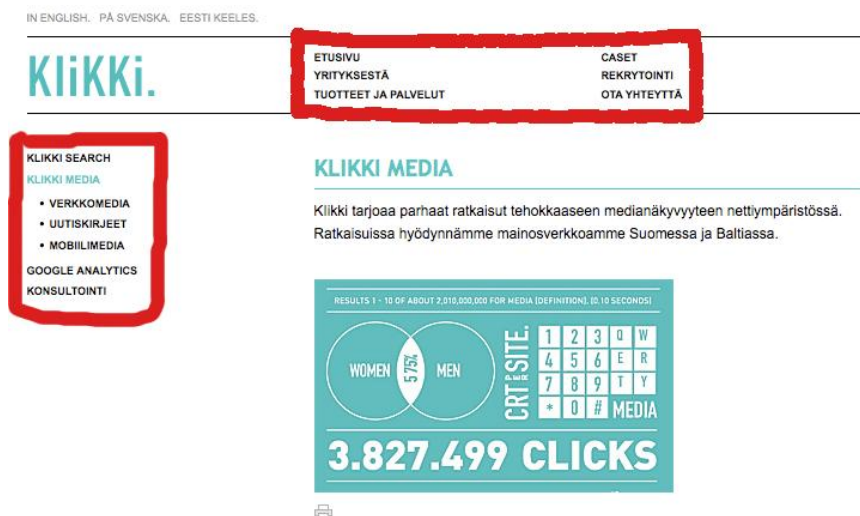 IN ENGLISH. PÅ SVENSKA. EESTI KEELES.
KLiKKi.
ETUSIVU
YRITYKSESTÄ
TUOTTEET JA PALVELUT
CASET
REKRYTOINTI
OTA YHTEYTTÄ
KLIKKI SEARCH
KLIKKI MEDIA
• VERKKOMEDIA
• UUTISKIRJEET
• MOBIILIMEDIA
GOOGLE ANALYTICS
KONSULTOINTI
KLIKKI MEDIA
Klikki tarjoaa parhaat ratkaisut tehokkaaseen medianäkyvyyteen nettiympäristössä.
Ratkaisuissa hyödynnämme mainosverkkoamme Suomessa ja Baltiassa.
RESULTS 1 - 10 OF ABOUT 2,010,000,000 FOR MEDIA (DEFINITION). (0.10 SECONDS)
WOMEN 5.75% MEN
CRT PER SITE.
1 2 3 Q W
4 5 6 E R
7 8 9 T Y
* 0 # MEDIA
3.827.499 CLICKS